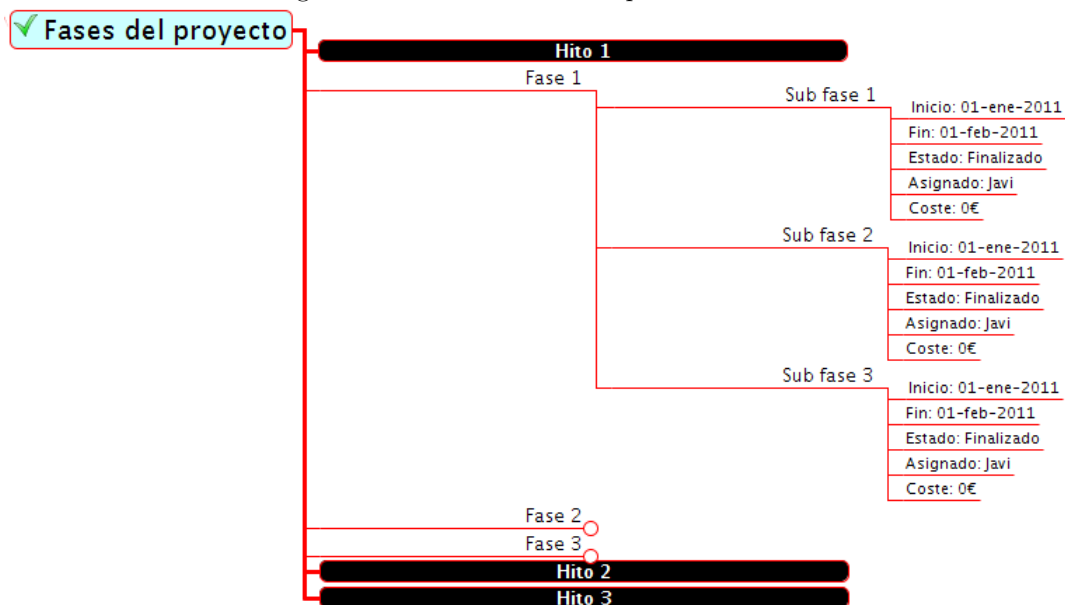 Fases del proyecto
Hito 1
Fase 1
Sub fase 1
Inicio: 01-ene-2011
Fin: 01-feb-2011
Estado: Finalizado
Asignado: Javi
Coste: 0€
Sub fase 2
Inicio: 01-ene-2011
Fin: 01-feb-2011
Estado: Finalizado
Asignado: Javi
Coste: 0€
Sub fase 3
Inicio: 01-ene-2011
Fin: 01-feb-2011
Estado: Finalizado
Asignado: Javi
Coste: 0€
Fase 2
Fase 3
Hito 2
Hito 3